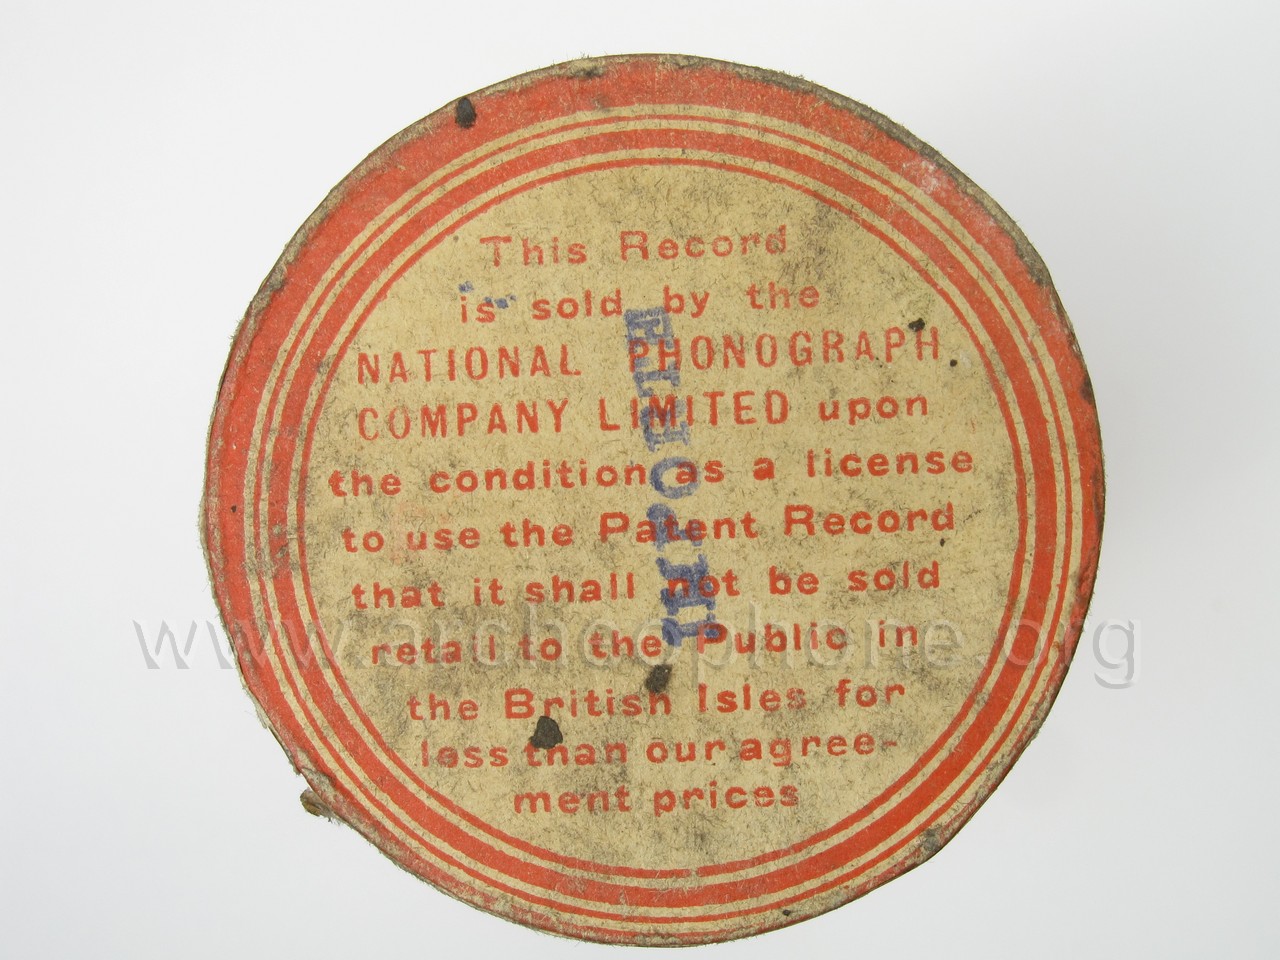 This Record
is sold by the
NATIONAL PHONOGRAPH
COMPANY LIMITED upon
the condition as a license
to use the Patent Record
that it shall not be sold
retail to the Public in
the British Isles for
less than our agree-
ment prices
www.archeophone.org